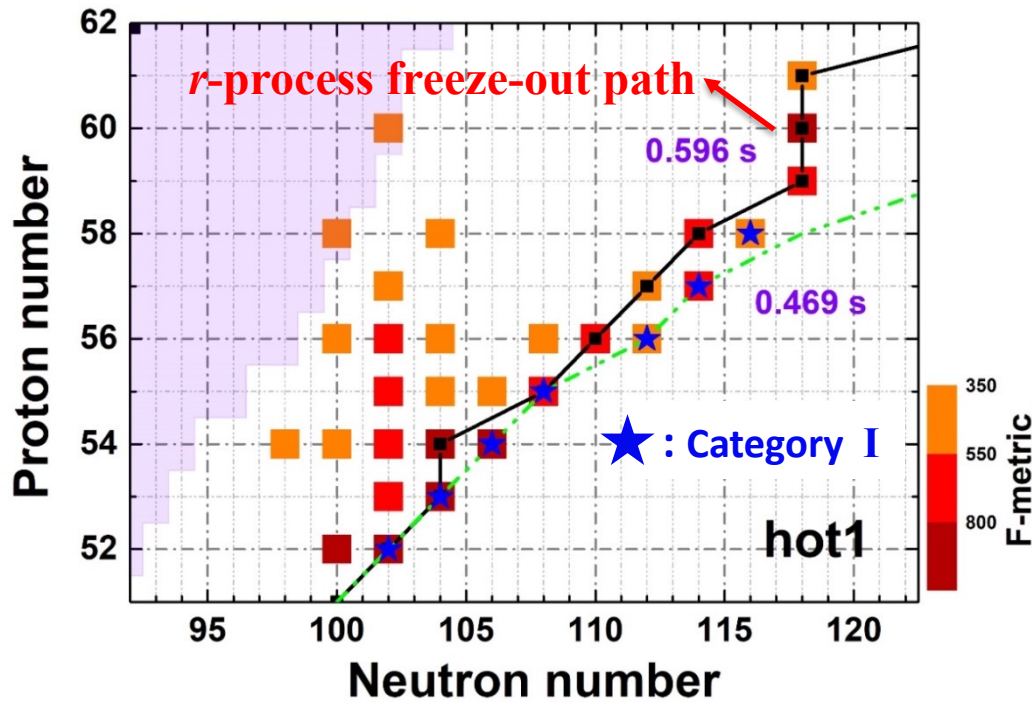 62
60
58
56
54
52
Proton number
r-process freeze-out path
0.596 s
0.469 s
★ : Category I
hot1
350
550
800
F-metric
95 100 105 110 115 120
Neutron number